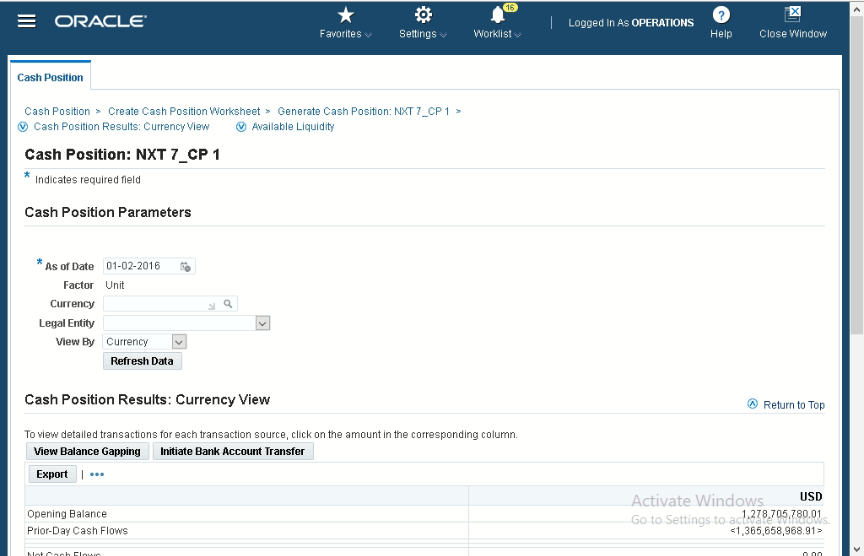 ORACLE
16
Favorites Settings Worklist | Logged In As OPERATIONS ? Help Close Window
Cash Position
Cash Position > Create Cash Position Worksheet > Generate Cash Position: NXT 7_CP 1 >
Cash Position Results: Currency View Available Liquidity
Cash Position: NXT 7_CP 1
* Indicates required field
Cash Position Parameters
* As of Date 01-02-2016
Factor Unit
Currency
Legal Entity
View By Currency
Refresh Data
Cash Position Results: Currency View
Return to Top
To view detailed transactions for each transaction source, click on the amount in the corresponding column.
View Balance Gapping Initiate Bank Account Transfer
Export | •••
USD
Activate Windows
Opening Balance 1,278,705,780.01
Go to Settings to activate Windows.
Prior-Day Cash Flows <1,365,658,968.91>
Net Cash Flows 0.00